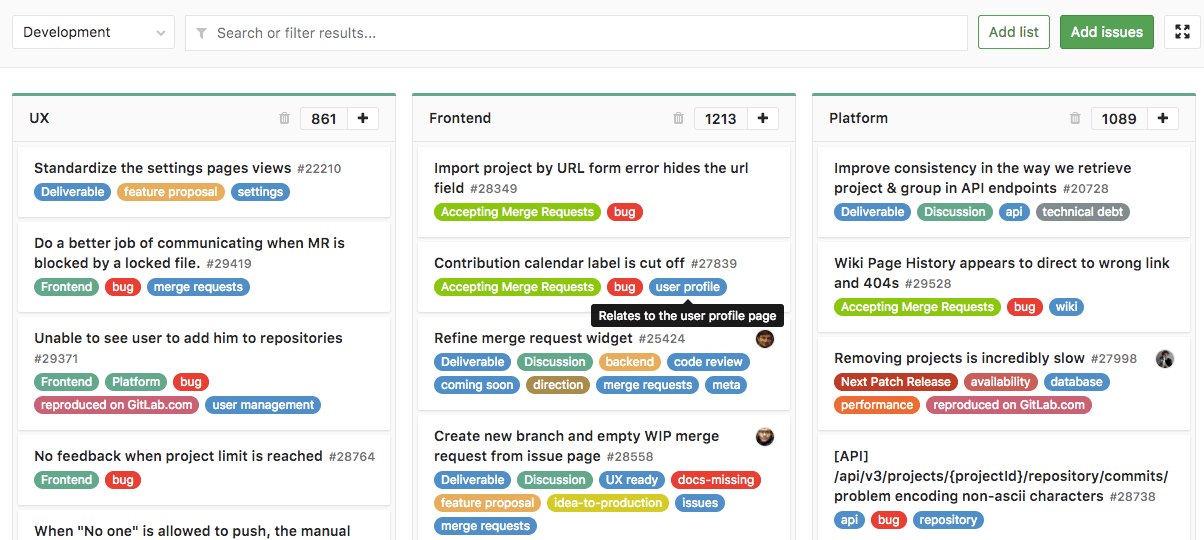 Development
Search or filter results...
Add list
Add issues
UX
861
Standardize the settings pages views #22210
Deliverable feature proposal settings
Do a better job of communicating when MR is
blocked by a locked file. #29419
Frontend bug merge requests
Unable to see user to add him to repositories
#29371
Frontend Platform bug
reproduced on GitLab.com user management
No feedback when project limit is reached #28764
Frontend bug
When "No one" is allowed to push, the manual
Frontend
1213
Import project by URL form error hides the url
field #28349
Accepting Merge Requests bug
Contribution calendar label is cut off #27839
Accepting Merge Requests bug user profile
Relates to the user profile page
Refine merge request widget #25424
Deliverable Discussion backend code review
coming soon direction merge requests meta
Create new branch and empty WIP merge
request from issue page #28558
Deliverable Discussion UX ready docs-missing
feature proposal idea-to-production issues
merge requests
Platform
1089
Improve consistency in the way we retrieve
project & group in API endpoints #20728
Deliverable Discussion api technical debt
Wiki Page History appears to direct to wrong link
and 404s #29528
Accepting Merge Requests bug wiki
Removing projects is incredibly slow #27998
Next Patch Release availability database
performance reproduced on GitLab.com
[API]
/api/v3/projects/{projectId}/repository/commits/
problem encoding non-ascii characters #28738
api bug repository